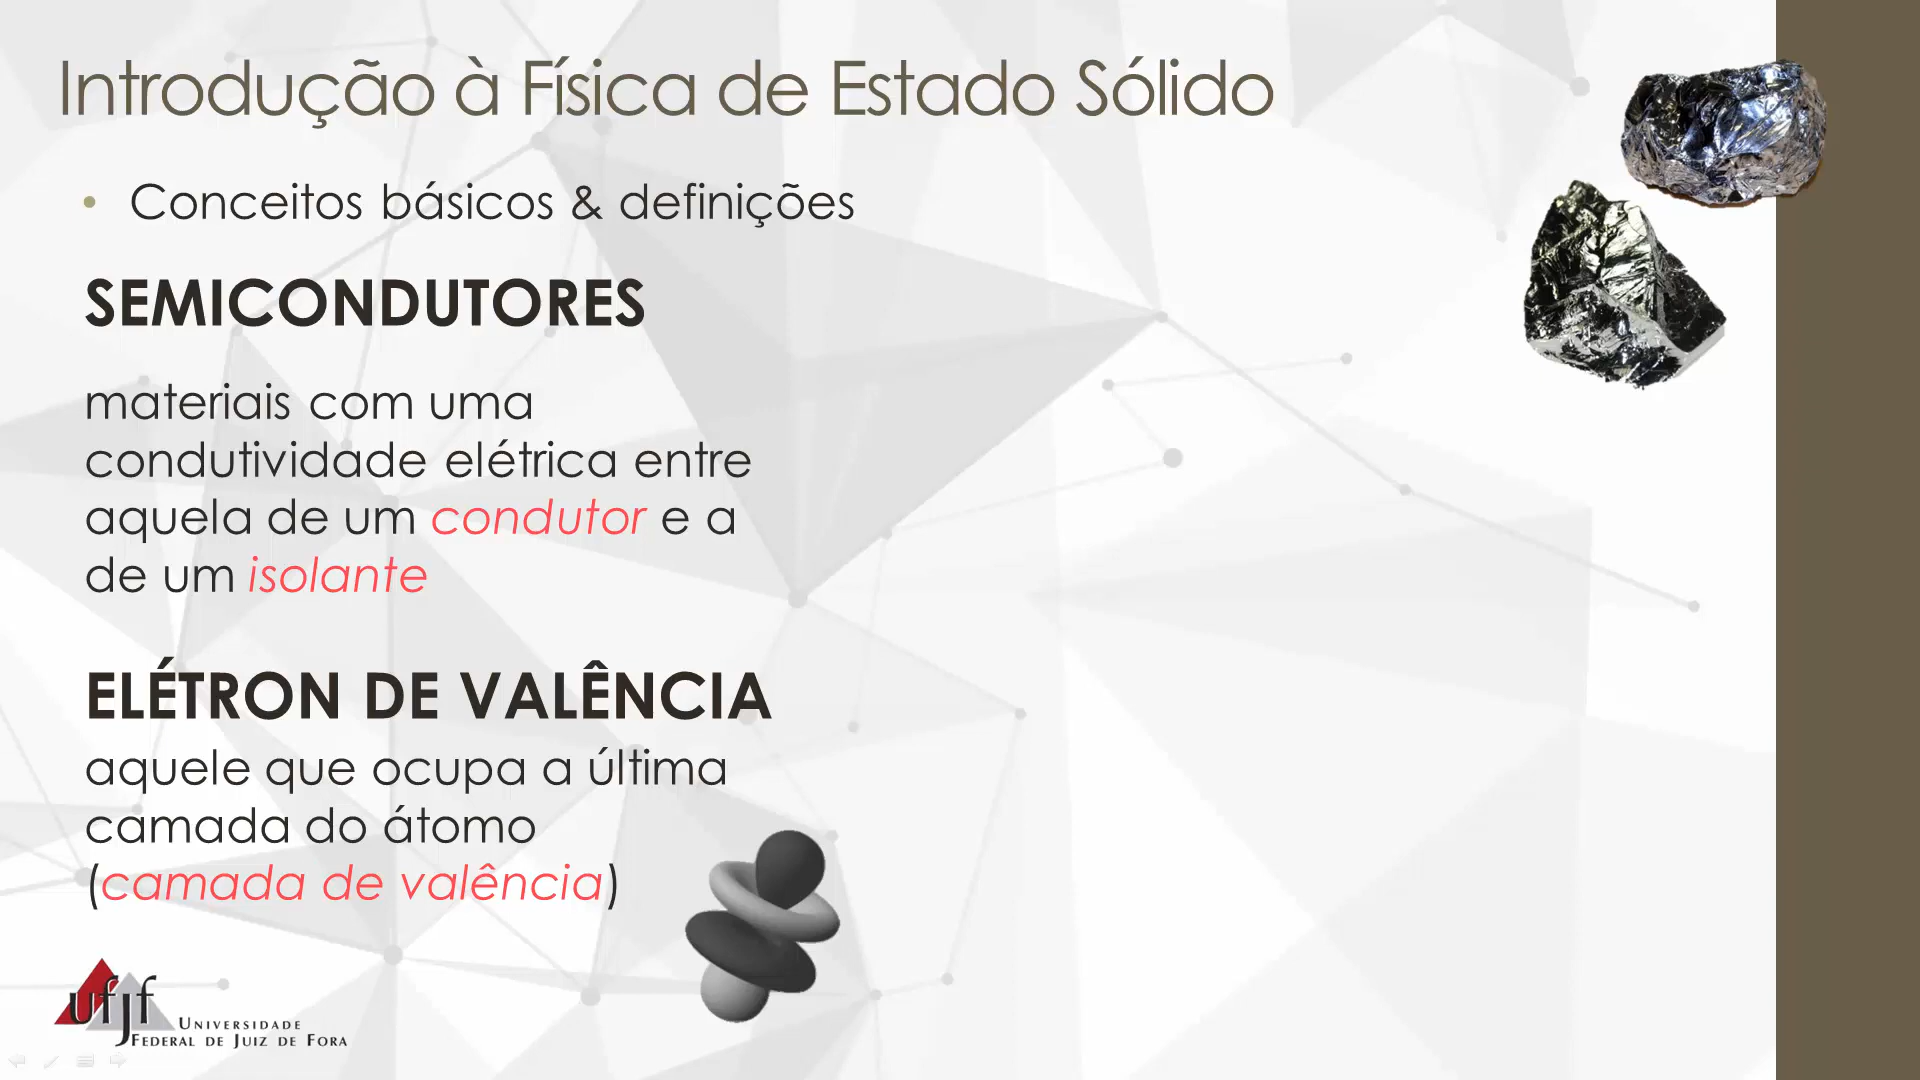 Introdução à Física de Estado Sólido
• Conceitos básicos & definições
SEMICONDUTORES
materiais com uma
condutividade elétrica entre
aquela de um condutor e a
de um isolante
ELÉTRON DE VALÊNCIA
aquele que ocupa a última
camada do átomo
(camada de valência)
ufjf
UNIVERSIDADE
FEDERAL DE JUIZ DE FORA